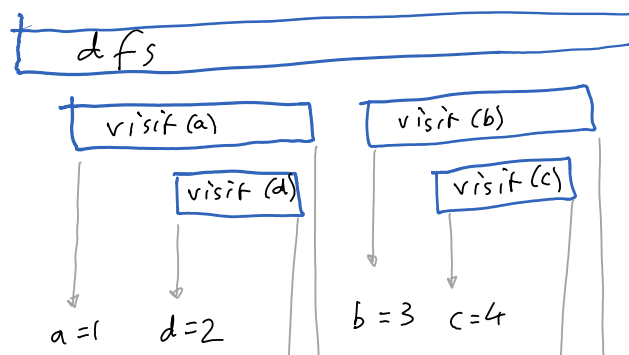 dfs
visit (a)
visit (b)
visit (d)
visit (c)
a = 1
d = 2
b = 3
c = 4